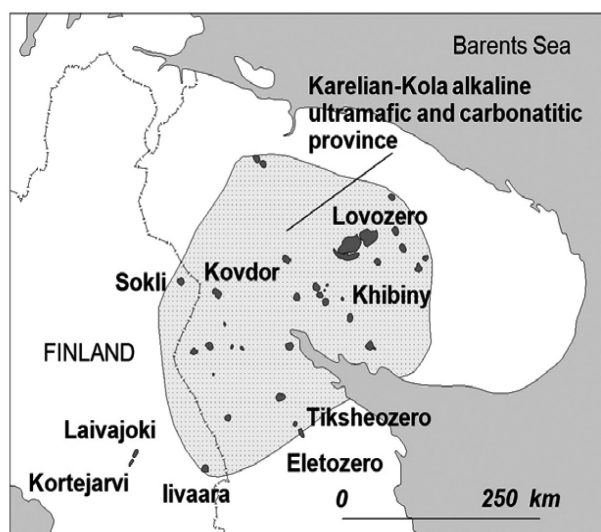 Barents Sea
Karelian-Kola alkaline
ultramafic and carbonatitic
province
Lovozero
Sokli
Kovdor
Khibiny
FINLAND
Tiksheozero
Laivajoki
Eletozero
Kortejarvi
Iivaara
0 250 km